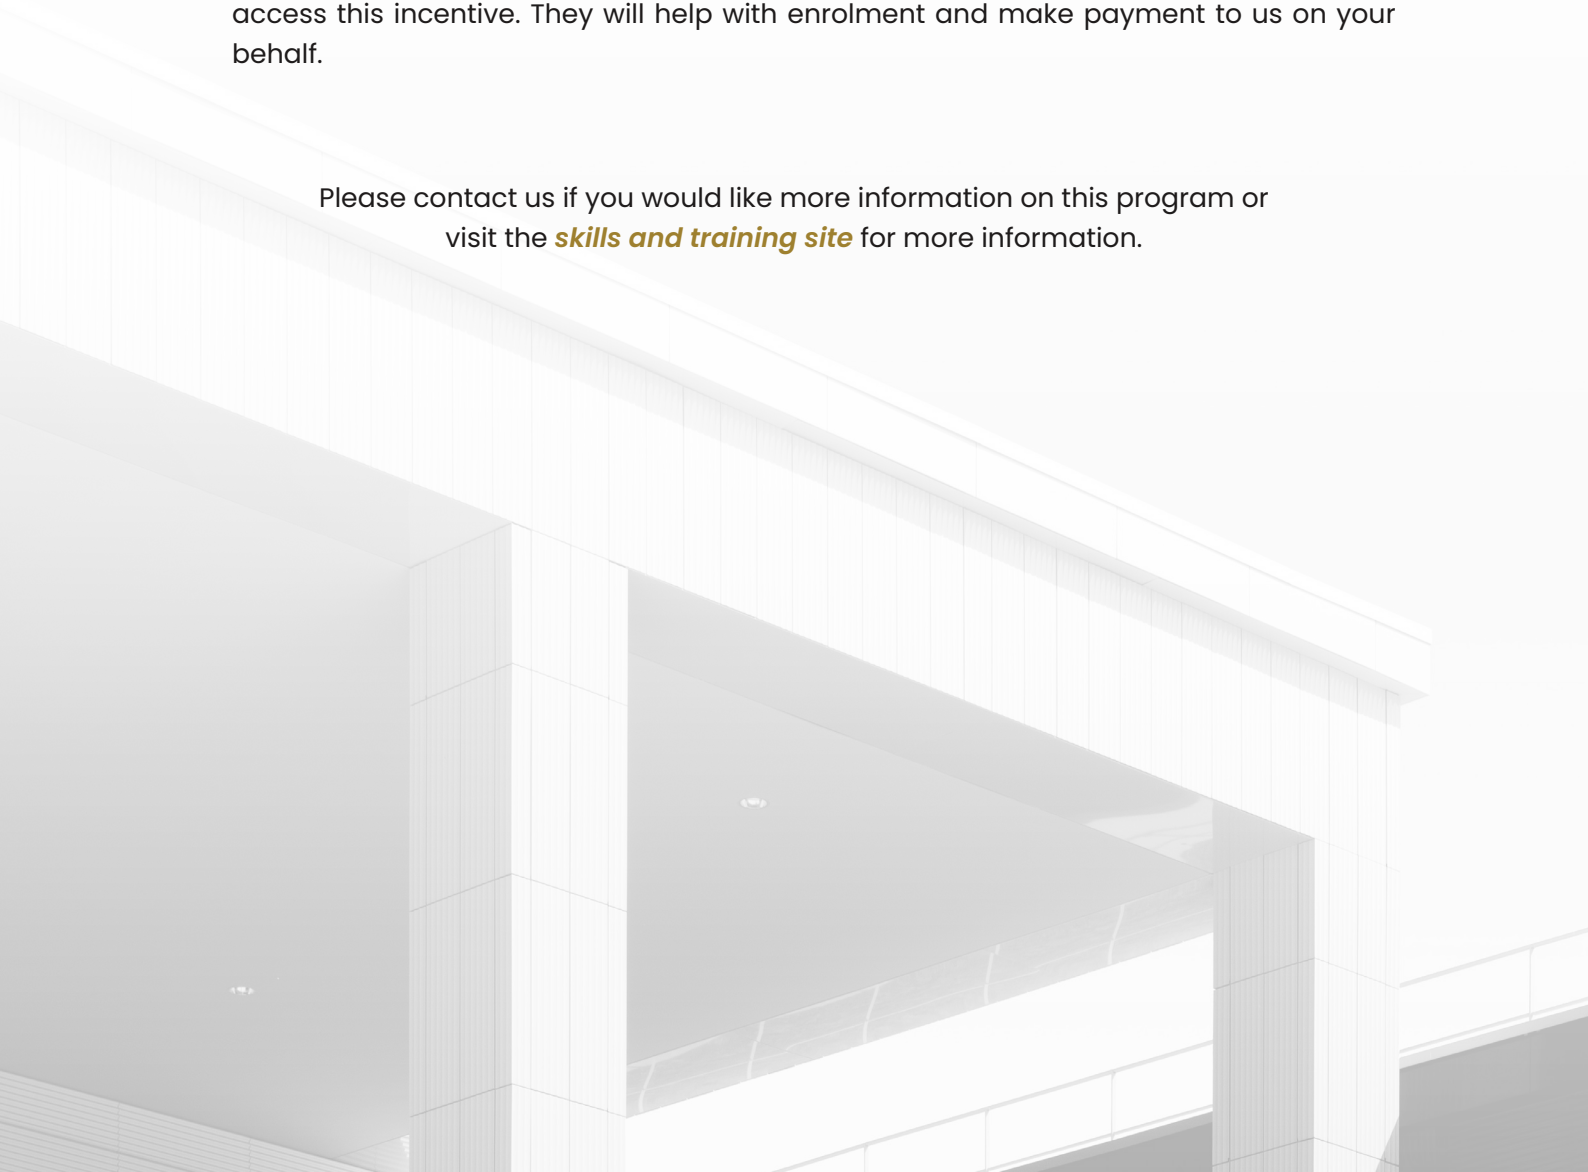 access this incentive. They will help with enrolment and make payment to us on your
behalf.
Please contact us if you would like more information on this program or
visit the skills and training site for more information.